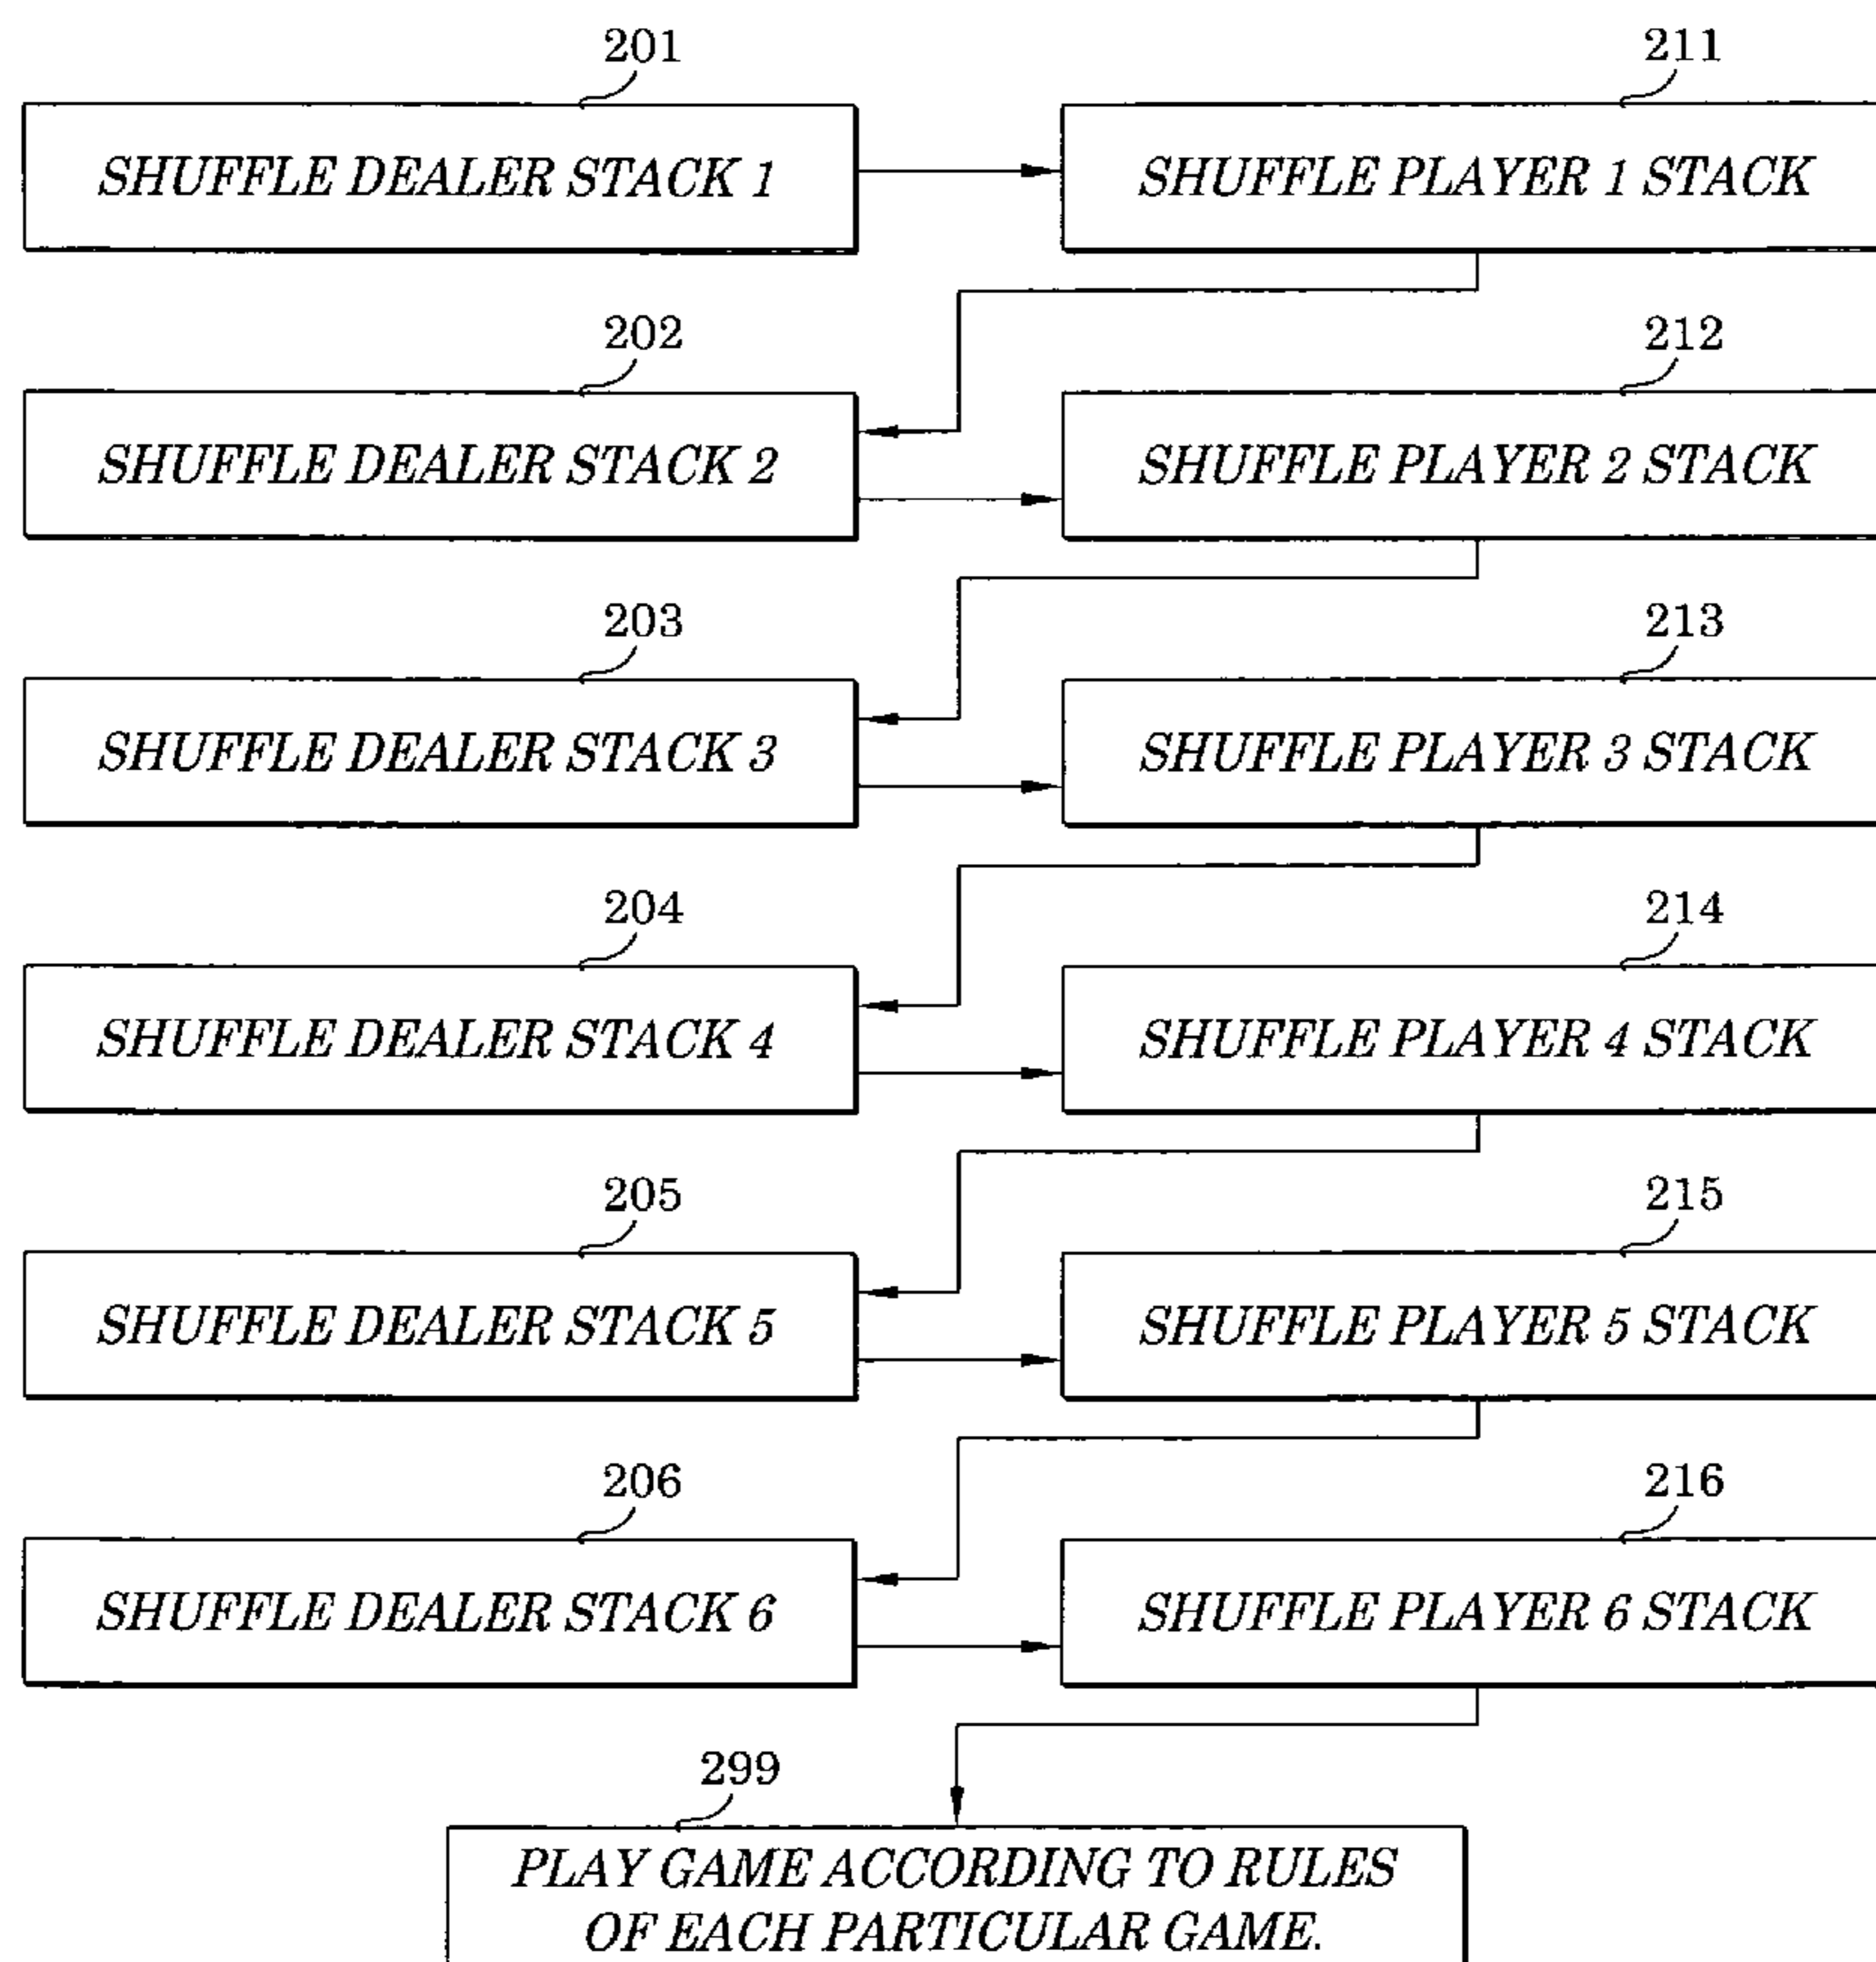 201
211
SHUFFLE DEALER STACK 1
SHUFFLE PLAYER 1 STACK
202
212
SHUFFLE DEALER STACK 2
SHUFFLE PLAYER 2 STACK
203
213
SHUFFLE DEALER STACK 3
SHUFFLE PLAYER 3 STACK
204
214
SHUFFLE DEALER STACK 4
SHUFFLE PLAYER 4 STACK
205
215
SHUFFLE DEALER STACK 5
SHUFFLE PLAYER 5 STACK
206
216
SHUFFLE DEALER STACK 6
SHUFFLE PLAYER 6 STACK
299
PLAY GAME ACCORDING TO RULES
OF EACH PARTICULAR GAME.